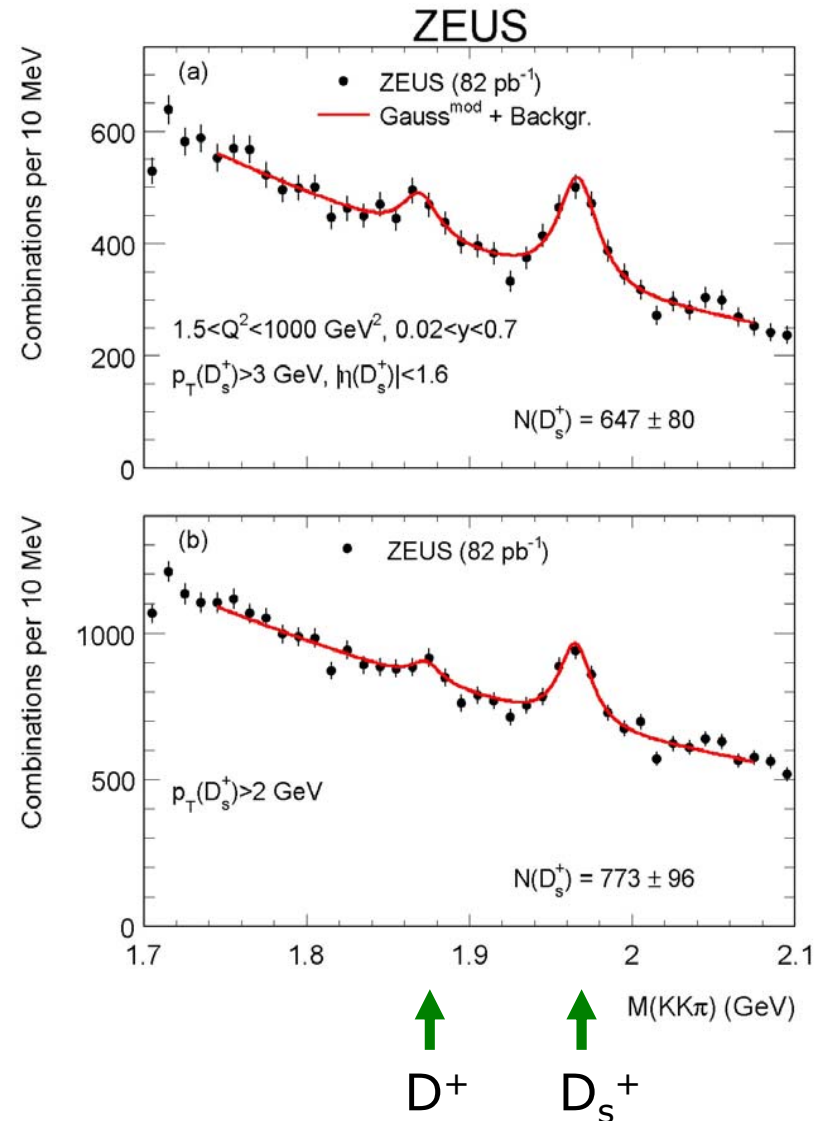 ZEUS
(a)
ZEUS (82 pb⁻¹)
Gauss^mod + Backgr.
Combinations per 10 MeV
600
400
200
0
1.5<Q²<1000 GeV², 0.02<y<0.7
p_T(D_s⁺)>3 GeV, |η(D_s⁺)|<1.6
N(D_s⁺) = 647 ± 80
(b)
ZEUS (82 pb⁻¹)
Combinations per 10 MeV
1000
500
0
p_T(D_s⁺)>2 GeV
N(D_s⁺) = 773 ± 96
1.7 1.8 1.9 2 2.1
M(KKπ) (GeV)
D⁺ D_s⁺